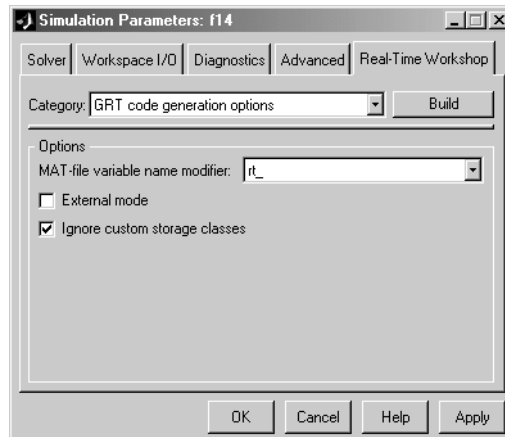 Simulation Parameters: f14
Solver Workspace I/O Diagnostics Advanced Real-Time Workshop
Category: GRT code generation options Build
Options
MAT-file variable name modifier: rt_
External mode
Ignore custom storage classes
OK Cancel Help Apply